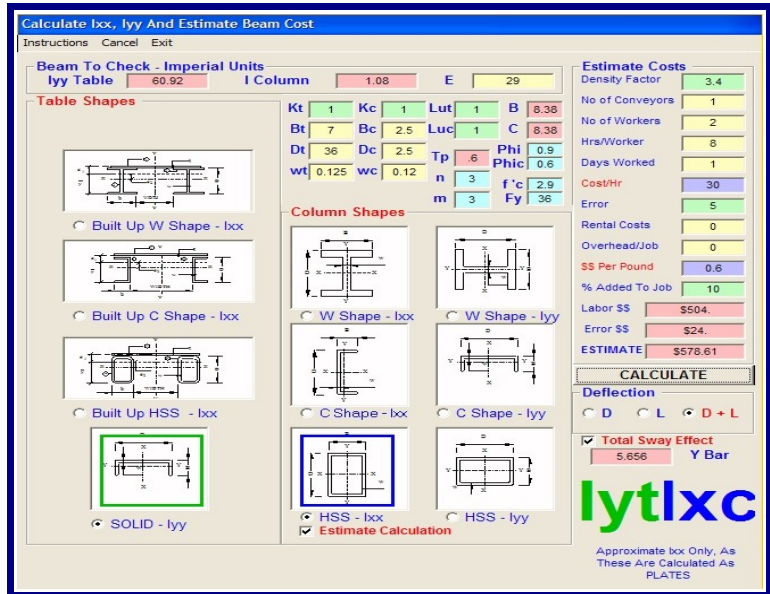 Calculate Ixx, Iyy And Estimate Beam Cost
Instructions Cancel Exit
Beam To Check - Imperial Units
Iyy Table 60.92 I Column 1.08 E 29
Table Shapes
Built Up W Shape - Ixx
Built Up C Shape - Ixx
Built Up HSS - Ixx
SOLID - Iyy
Kt 1 Kc 1 Lut 1 B 8.38
Bt 7 Bc 2.5 Luc 1 C 8.38
Dt 36 Dc 2.5 Tp .6 Phi 0.9
Phic 0.6
wt 0.125 wc 0.12 n 3 f'c 2.9
m 3 Fy 36
Column Shapes
W Shape - Ixx W Shape - Iyy
C Shape - Ixx C Shape - Iyy
HSS - Ixx HSS - Iyy
Estimate Calculation
Estimate Costs
Density Factor 3.4
No of Conveyors 1
No of Workers 2
Hrs/Worker 8
Days Worked 1
Cost/Hr 30
Error 5
Rental Costs 0
Overhead/Job 0
$$ Per Pound 0.6
% Added To Job 10
Labor $$ $504.
Error $$ $24.
ESTIMATE $578.61
CALCULATE
Deflection
D L D + L
Total Sway Effect
5.656 Y Bar
IytIxc
Approximate Ixx Only, As
These Are Calculated As
PLATES